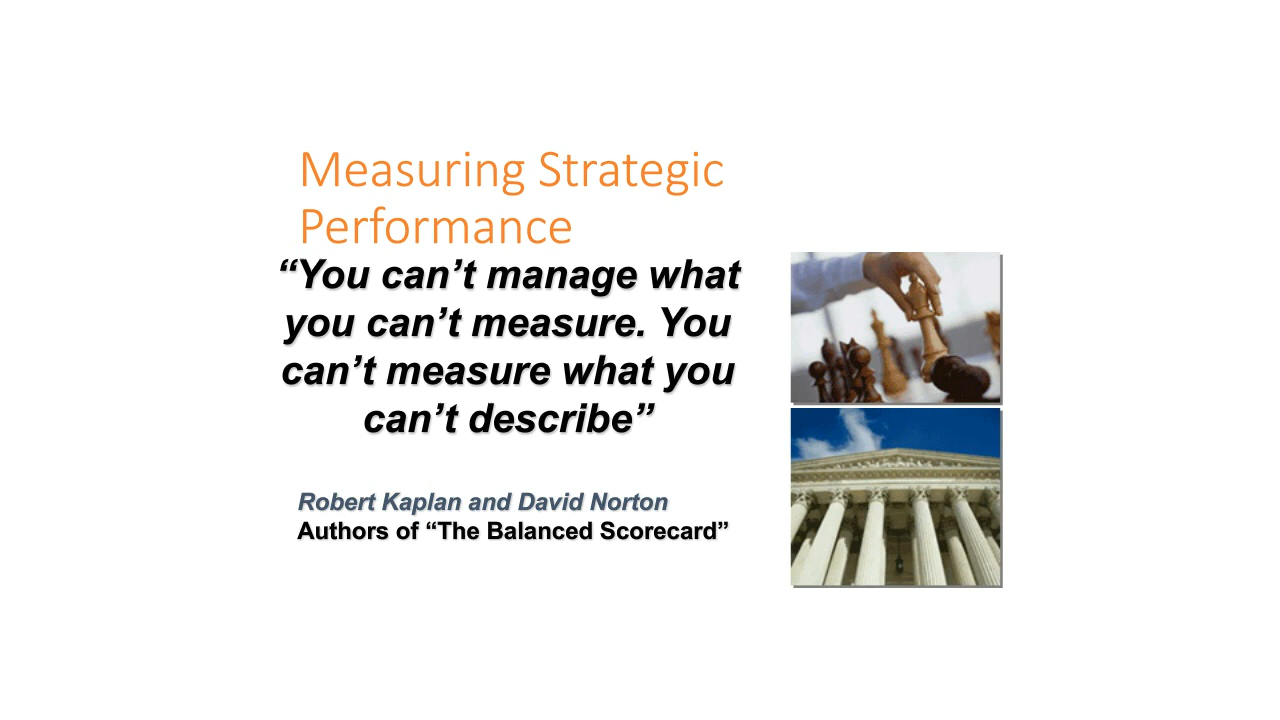 Measuring Strategic
Performance
“You can’t manage what
you can’t measure. You
can’t measure what you
can’t describe”
Robert Kaplan and David Norton
Authors of “The Balanced Scorecard”